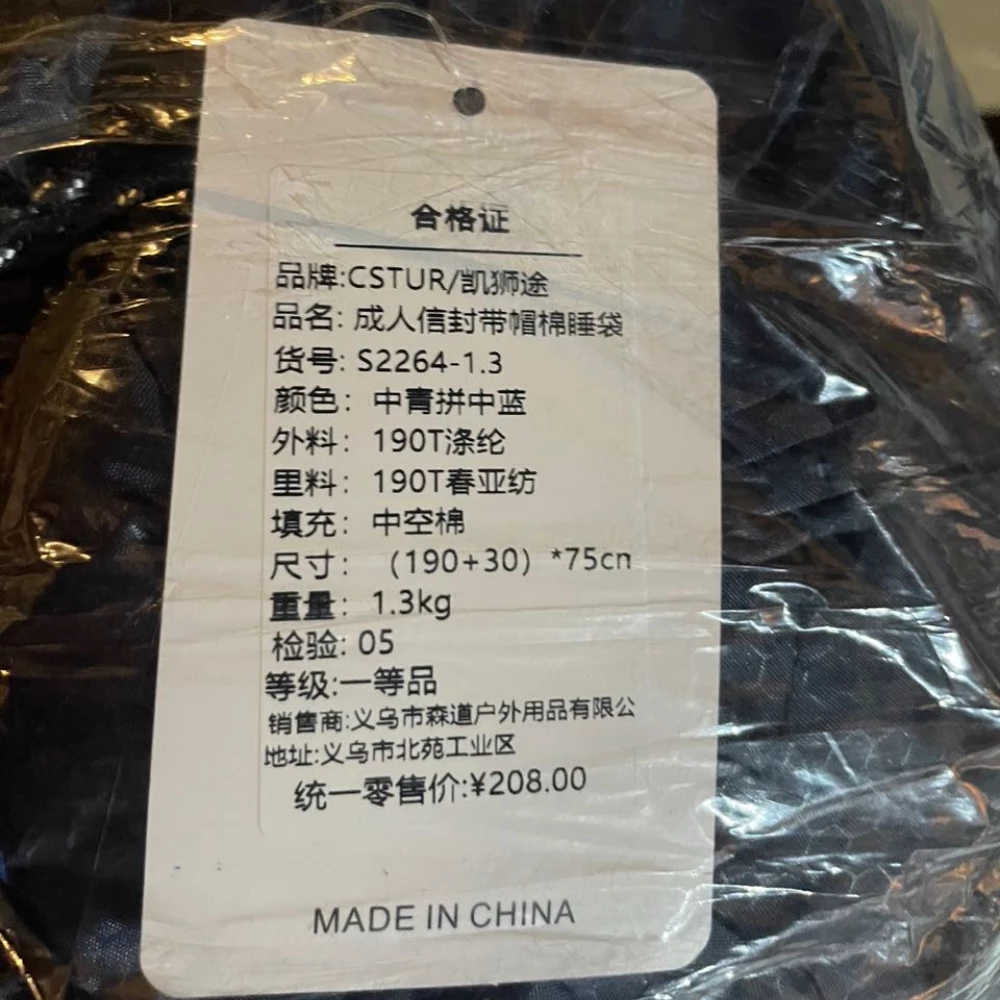 合格证
品牌:CSTUR/凯狮途
品名: 成人信封带帽棉睡袋
货号: S2264-1.3
颜色: 中青拼中蓝
外料: 190T涤纶
里料: 190T春亚纺
填充: 中空棉
尺寸: (190+30) *75cm
重量: 1.3kg
检验: 05
等级:一等品
销售商:义乌市森道户外用品有限公
地址:义乌市北苑工业区
统一零售价:¥208.00
MADE IN CHINA